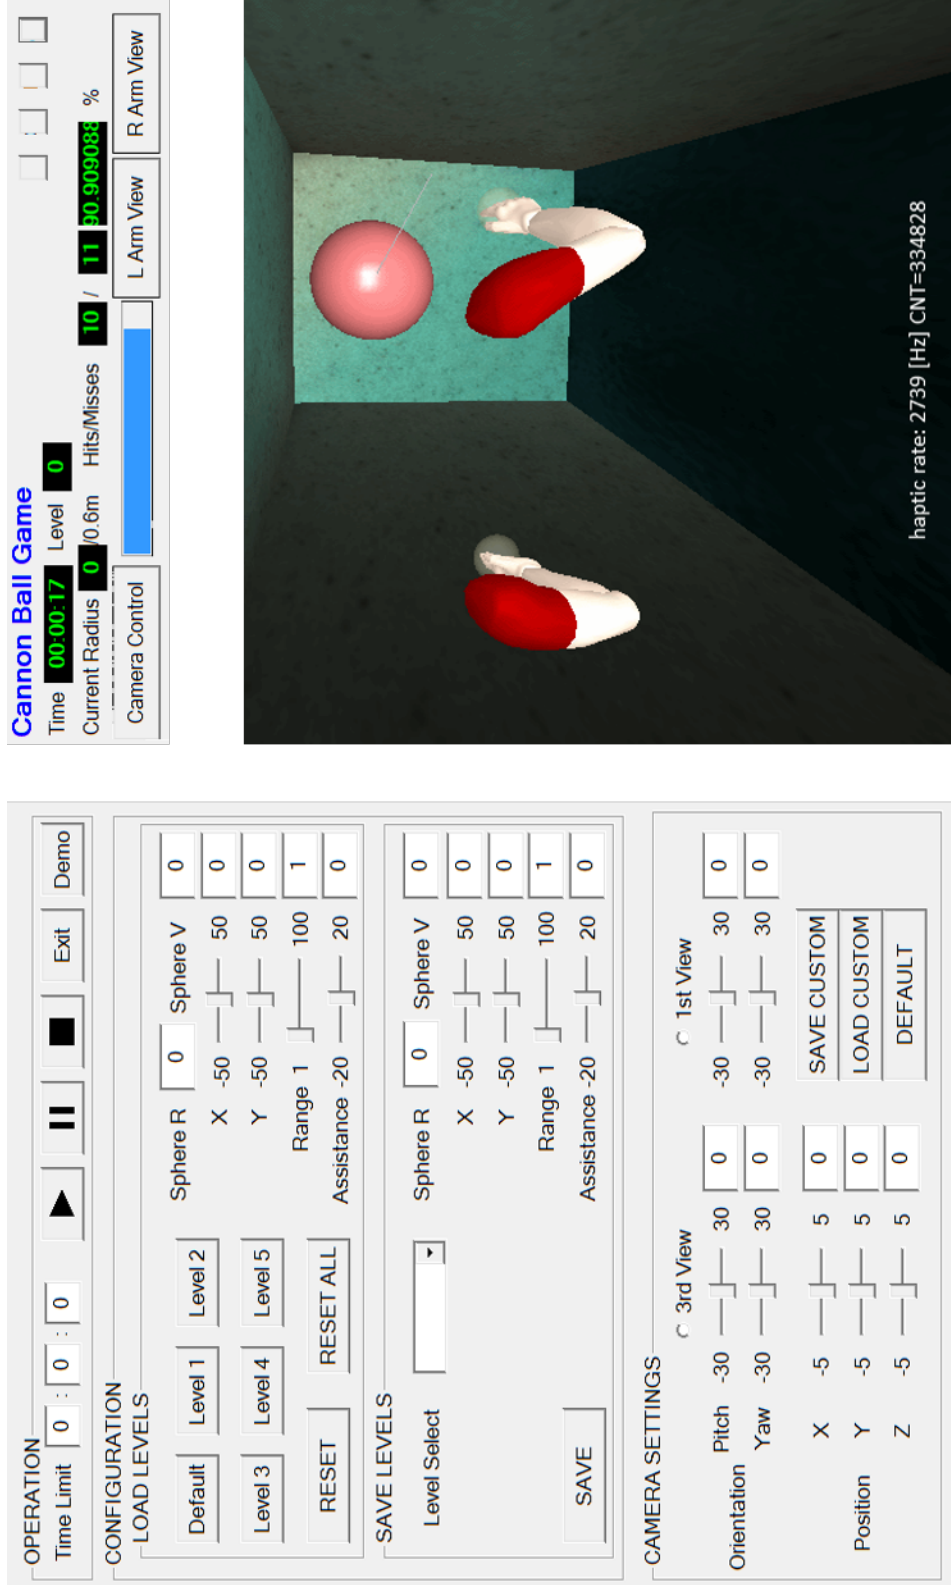 OPERATION
Time Limit 0 : 0 : 0 Exit Demo
CONFIGURATION
LOAD LEVELS
Default Level 1 Level 2
Level 3 Level 4 Level 5
RESET RESET ALL
Sphere R 0 Sphere V 0
X -50 50 0
Y -50 50 0
Range 1 100 1
Assistance -20 20 0
SAVE LEVELS
Level Select
SAVE
Sphere R 0 Sphere V 0
X -50 50 0
Y -50 50 0
Range 1 100 1
Assistance -20 20 0
CAMERA SETTINGS
3rd View 1st View
Orientation
Pitch -30 30 0 -30 30 0
Yaw -30 30 0 -30 30 0
Position
X -5 5 0
Y -5 5 0
Z -5 5 0
SAVE CUSTOM
LOAD CUSTOM
DEFAULT
Cannon Ball Game
Time 00:00:17 Level 0
Current Radius 0 /0.6m Hits/Misses 10 / 11 90.909088 %
Camera Control L Arm View R Arm View
haptic rate: 2739 [Hz] CNT=334828